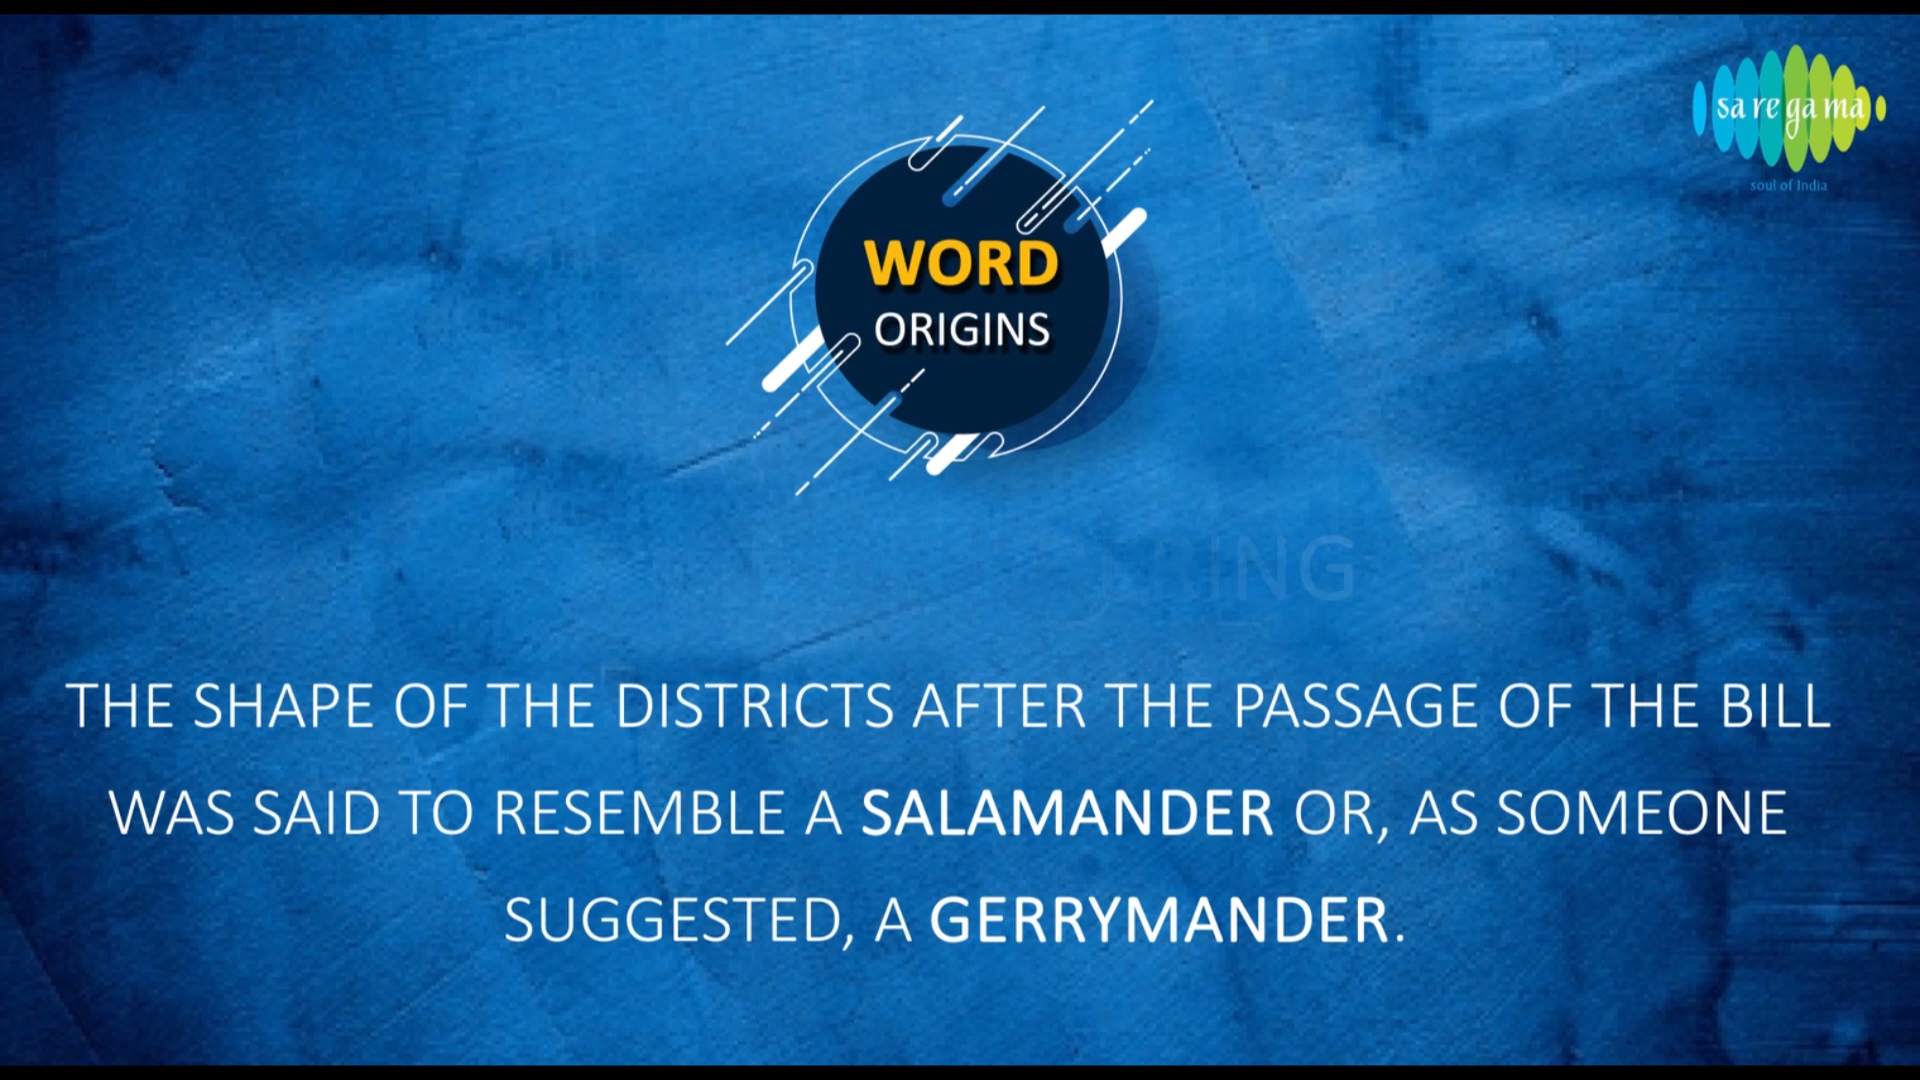 sa re ga ma
soul of India
WORD
ORIGINS
THE SHAPE OF THE DISTRICTS AFTER THE PASSAGE OF THE BILL
WAS SAID TO RESEMBLE A SALAMANDER OR, AS SOMEONE
SUGGESTED, A GERRYMANDER.